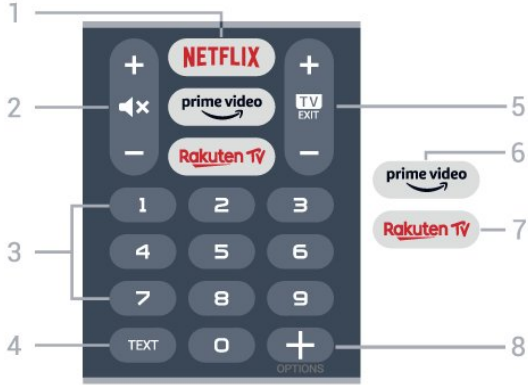 1
NETFLIX
+ +
2
prime video
TV
EXIT
5
- Rakuten TV -
6
prime video
1 2 3
Rakuten TV
7
3
4 5 6
7 8 9
4
TEXT 0 +
8
OPTIONS